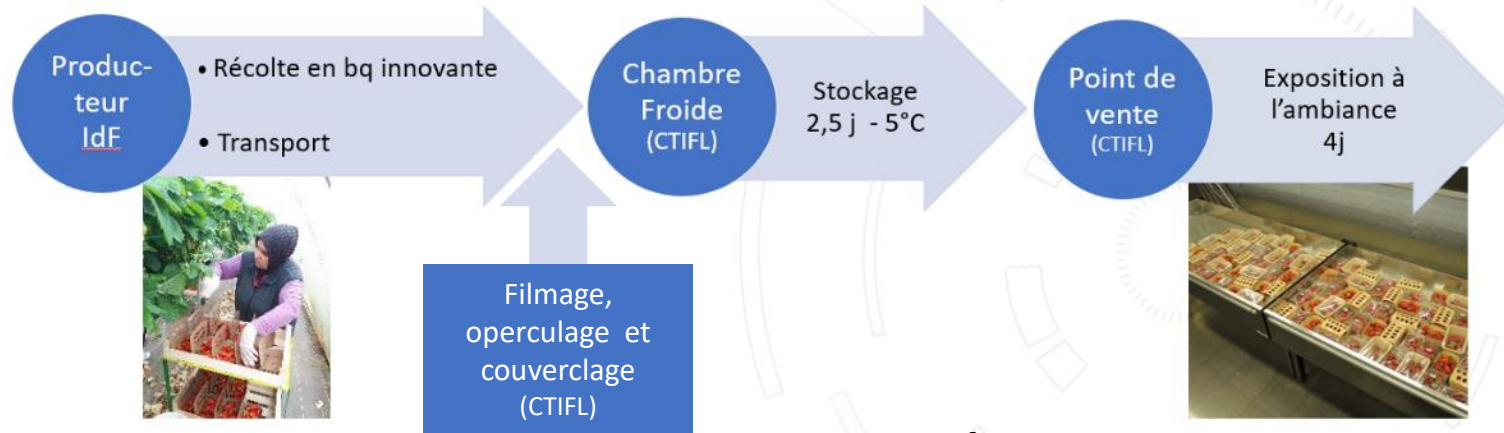 Produc-
teur
IdF
• Récolte en bq innovante
• Transport
Chambre
Froide
(CTIFL)
Stockage
2,5 j - 5°C
Point de
vente
(CTIFL)
Exposition à
l'ambiance
4j
Filmage,
operculage et
couverclage
(CTIFL)